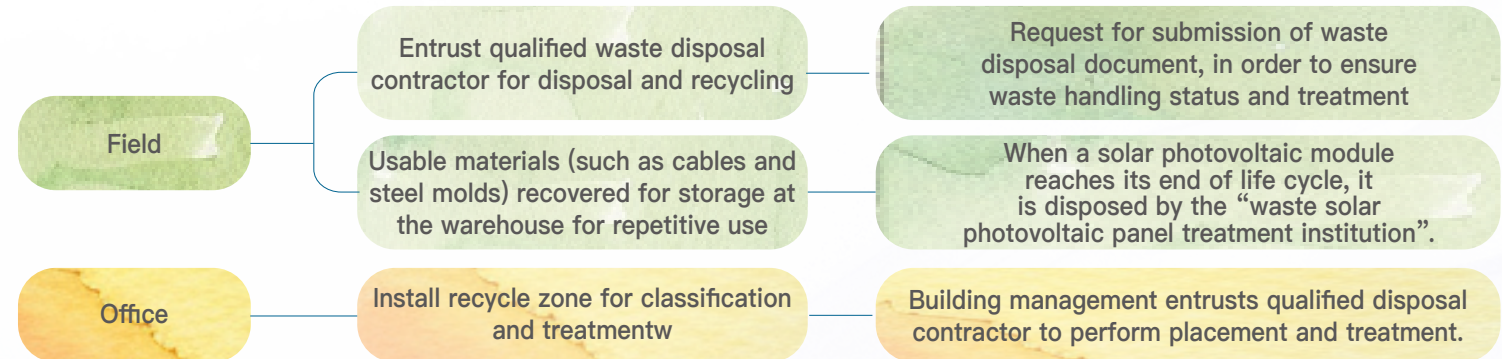 Field
Entrust qualified waste disposal
contractor for disposal and recycling
Request for submission of waste
disposal document, in order to ensure
waste handling status and treatment
Usable materials (such as cables and
steel molds) recovered for storage at
the warehouse for repetitive use
When a solar photovoltaic module
reaches its end of life cycle, it
is disposed by the “waste solar
photovoltaic panel treatment institution”.
Office
Install recycle zone for classification
and treatmentw
Building management entrusts qualified disposal
contractor to perform placement and treatment.